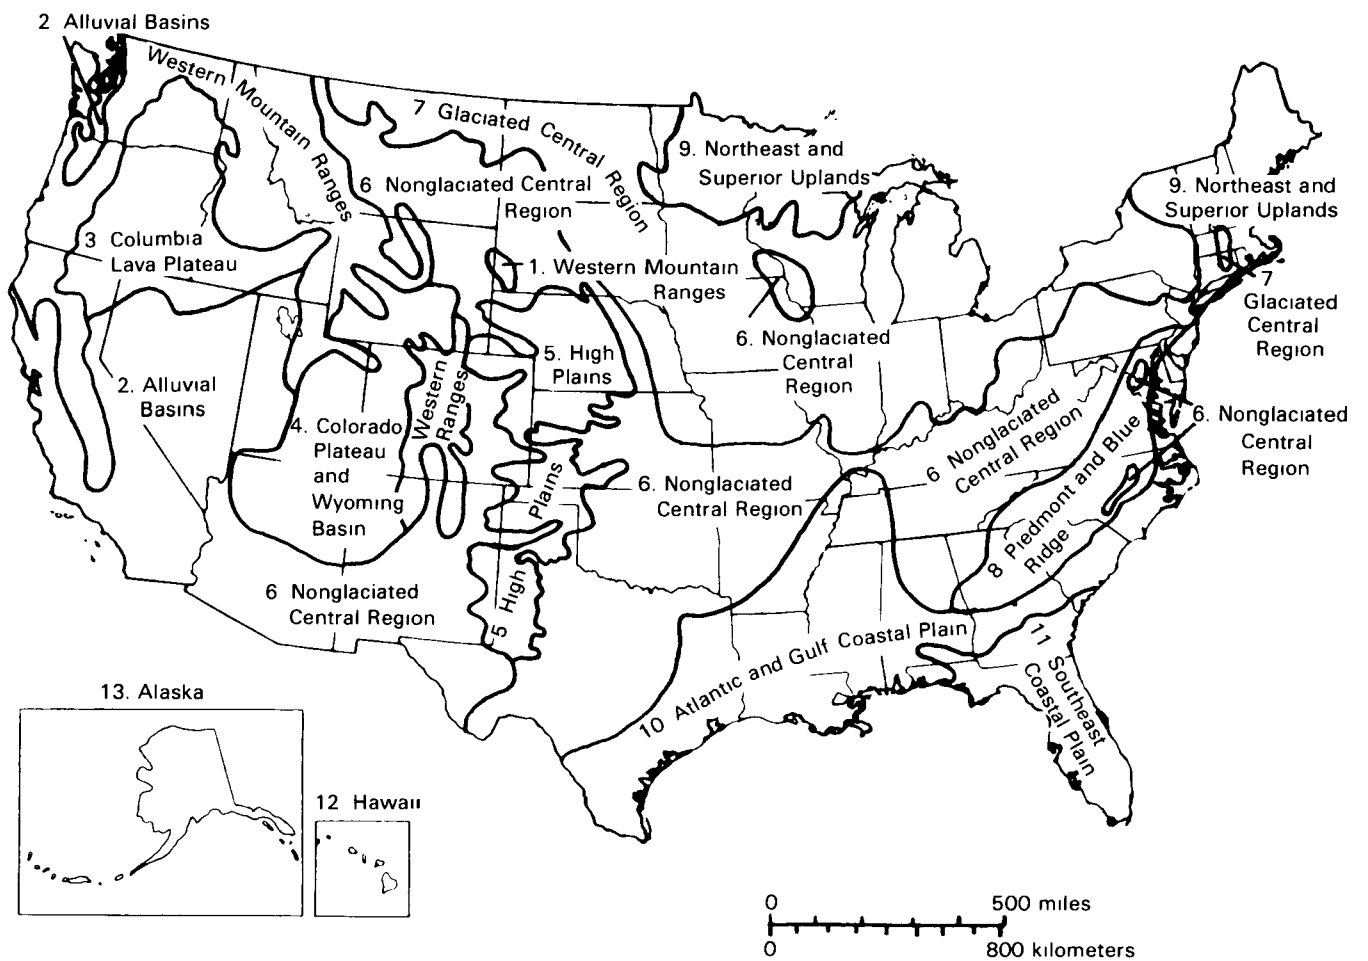 2 Alluvial Basins
Western Mountain Ranges
7 Glaciated Central Region
9. Northeast and
Superior Uplands
6 Nonglaciated Central
Region
9. Northeast and
Superior Uplands
3 Columbia
Lava Plateau
1. Western Mountain
Ranges
7
Glaciated
Central
Region
6. Nonglaciated
Central
Region
5. High
Plains
2. Alluvial
Basins
Western
Ranges
4. Colorado
Plateau
and
Wyoming
Basin
6 Nonglaciated
Central Region
6. Nonglaciated
Central
Region
Plains
6. Nonglaciated
Central Region
8 Piedmont and Blue
Ridge
6 Nonglaciated
Central Region
5 High
10 Atlantic and Gulf Coastal Plain
11
Southeast
Coastal Plain
13. Alaska
12 Hawaii
0 500 miles
0 800 kilometers